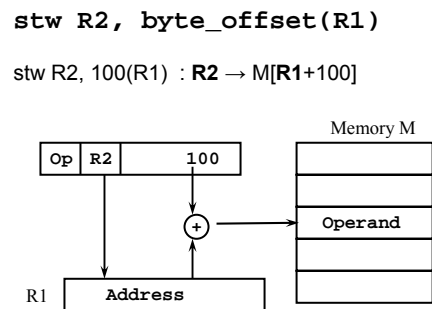 stw R2, byte_offset(R1)
stw R2, 100(R1) : R2 → M[R1+100]
Memory M
Op R2 100
+
Operand
R1 Address